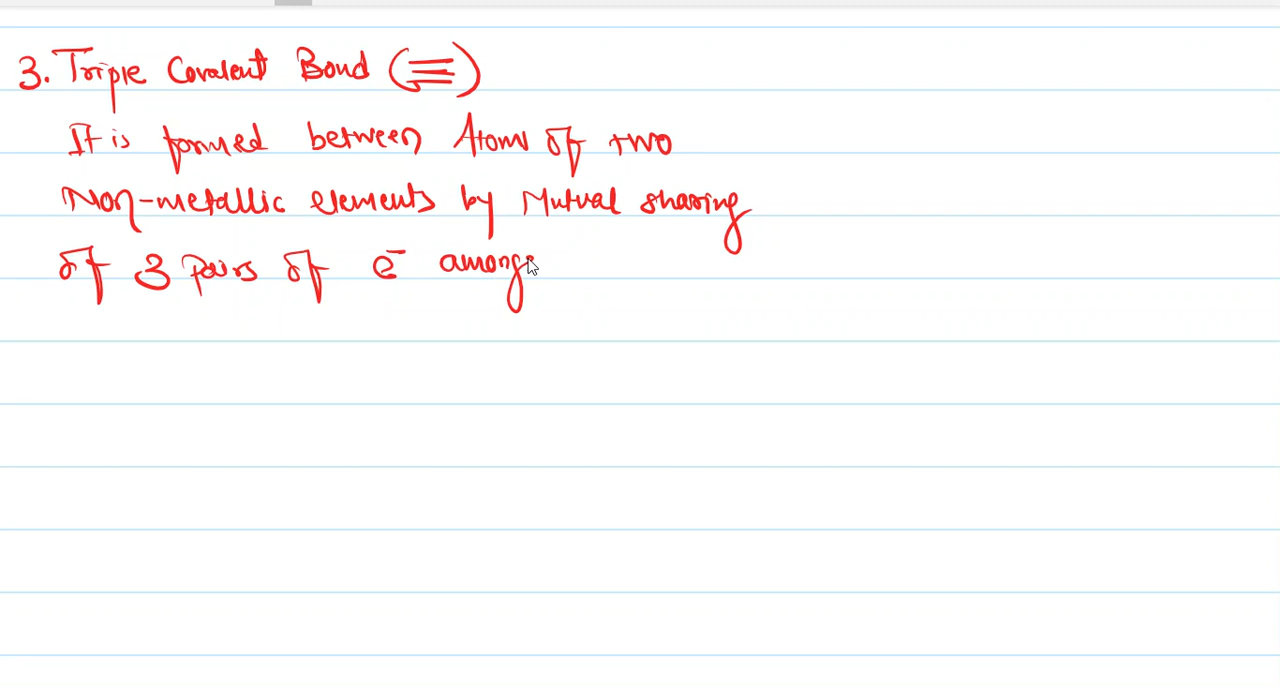 3. Triple Covalent Bond (≡)
It is formed between Atoms of two
Non-metallic elements by Mutual sharing
of 3 pairs of e⁻ among